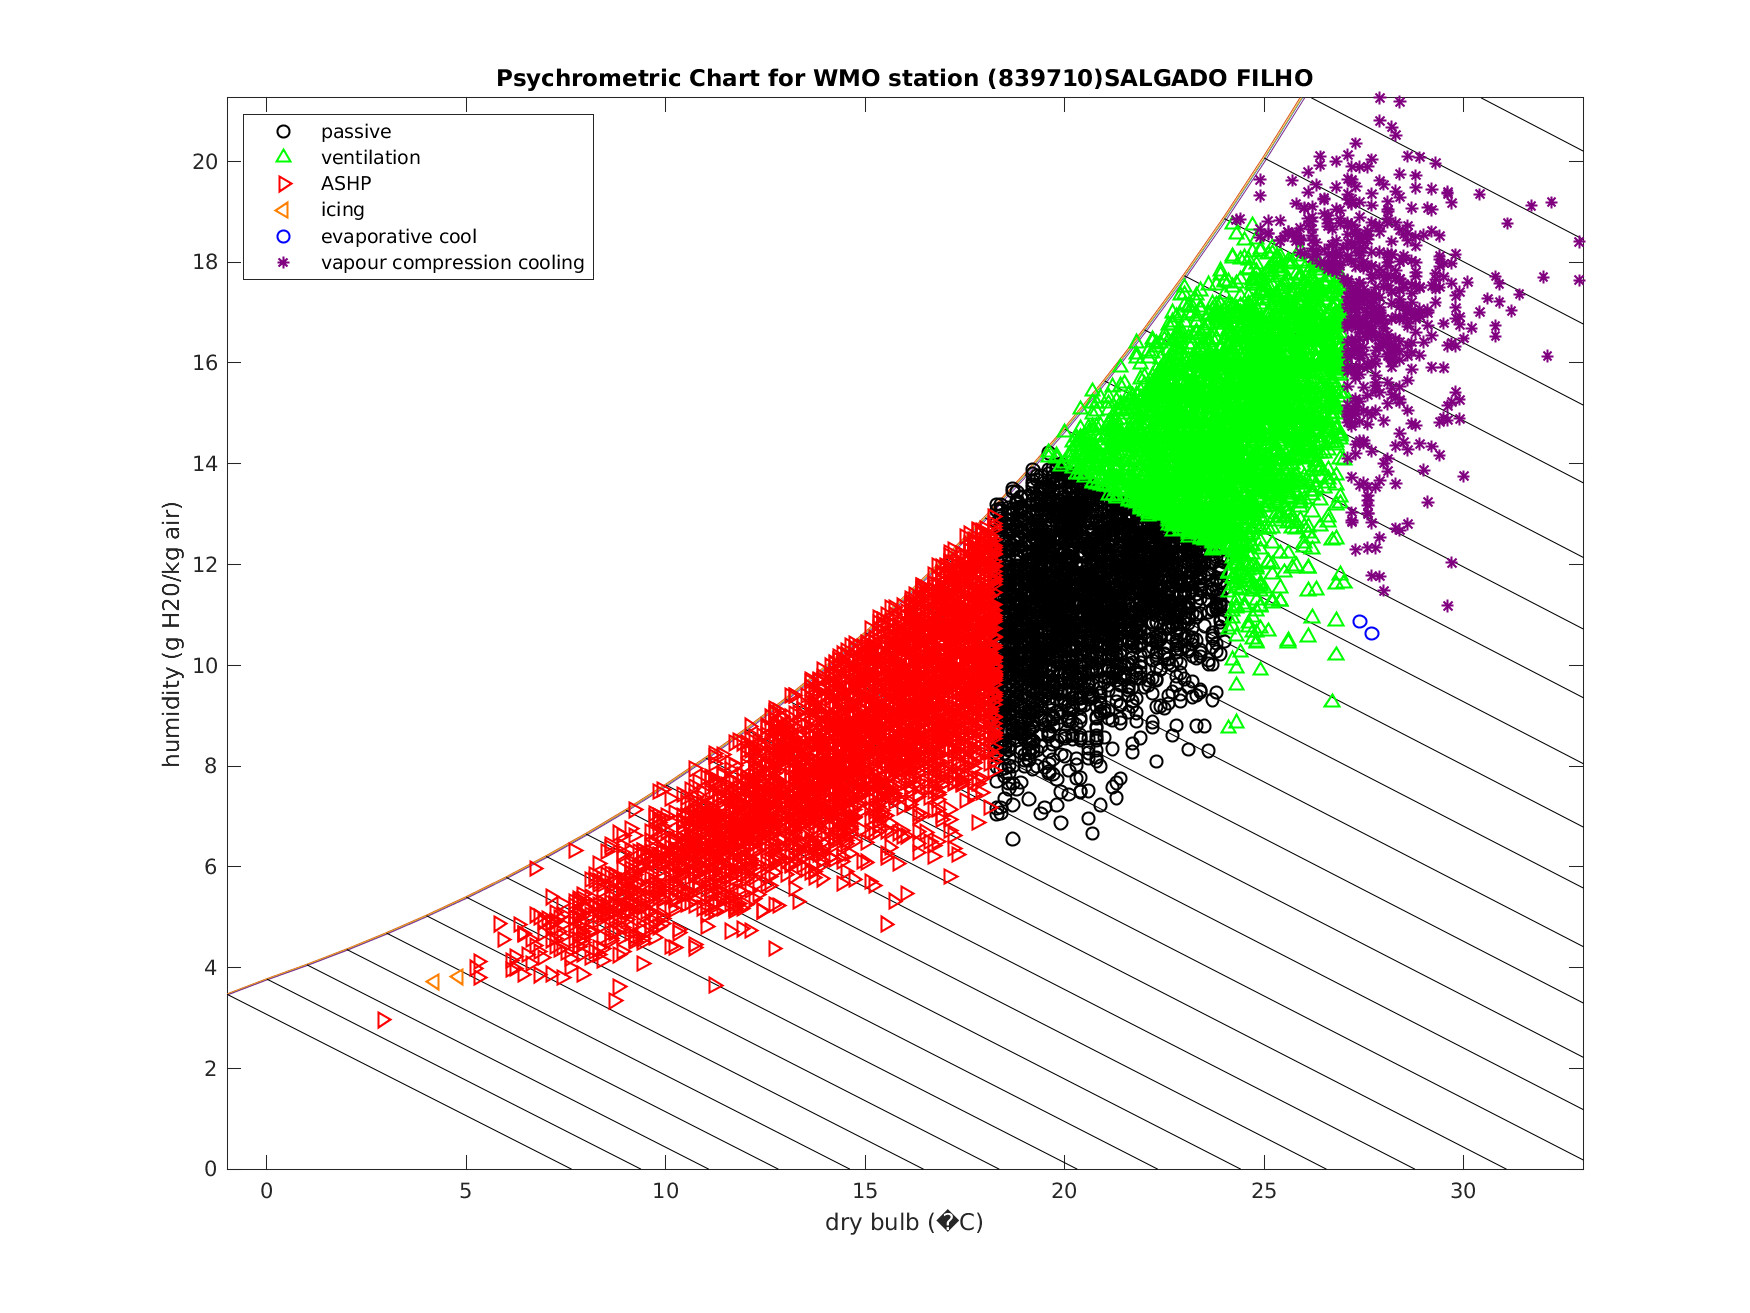 Psychrometric Chart for WMO station (839710)SALGADO FILHO
passive
ventilation
ASHP
icing
evaporative cool
vapour compression cooling
humidity (g H20/kg air)
20
18
16
14
12
10
8
6
4
2
0
0 5 10 15 20 25 30
dry bulb (�C)